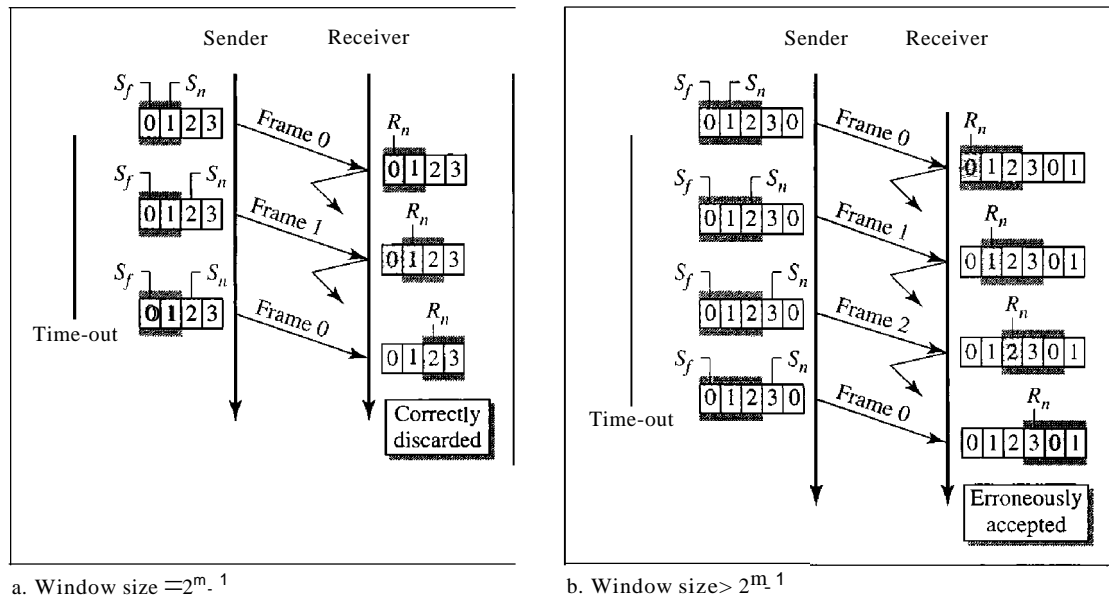 Sender Receiver
S_f S_n
0 1 2 3
Frame 0
R_n
0 1 2 3
S_f S_n
0 1 2 3
Frame 1
R_n
0 1 2 3
S_f S_n
0 1 2 3
Frame 0
R_n
0 1 2 3
Time-out
Correctly
discarded
a. Window size =2^m-1
Sender Receiver
S_f S_n
0 1 2 3 0
Frame 0
R_n
0 1 2 3 0 1
S_f S_n
0 1 2 3 0
Frame 1
R_n
0 1 2 3 0 1
S_f S_n
0 1 2 3 0
Frame 2
R_n
0 1 2 3 0 1
S_f S_n
0 1 2 3 0
Frame 0
R_n
0 1 2 3 0 1
Time-out
Erroneously
accepted
b. Window size> 2^m-1